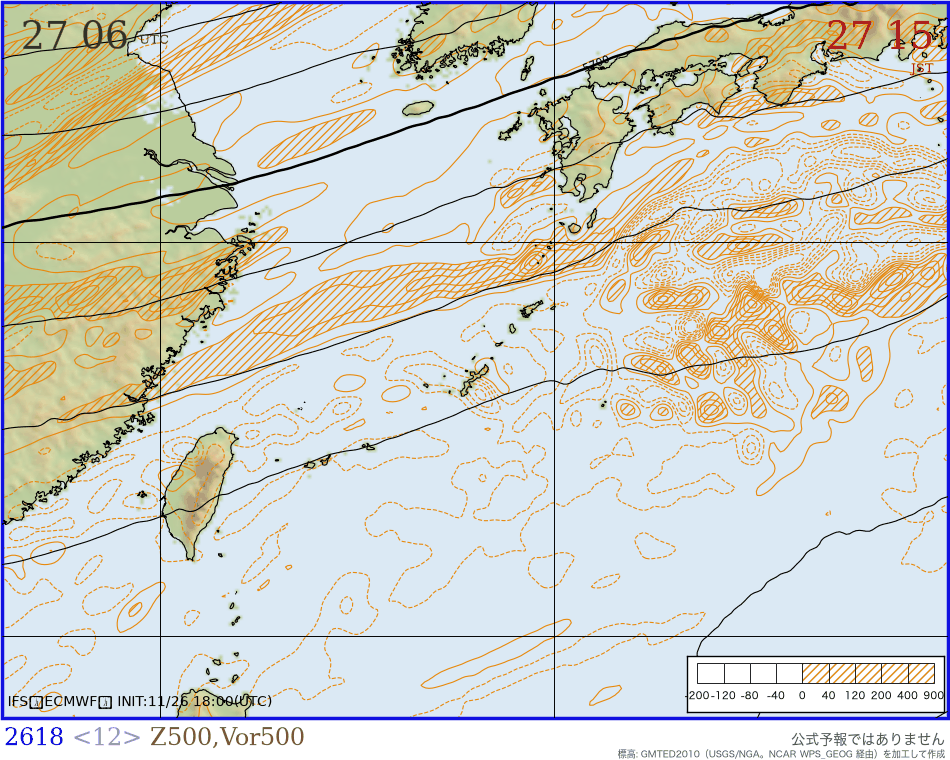 27 06 UTC
27 15
JST
5700
-200 -120 -80 -40 0 40 120 200 400 900
IFS ECMWF INIT:11/26 18:00(UTC)
2618 <12> Z500,Vor500
公式予報ではありません
標高: GMTED2010（USGS/NGA。NCAR WPS_GEOG 経由）を加工して作成